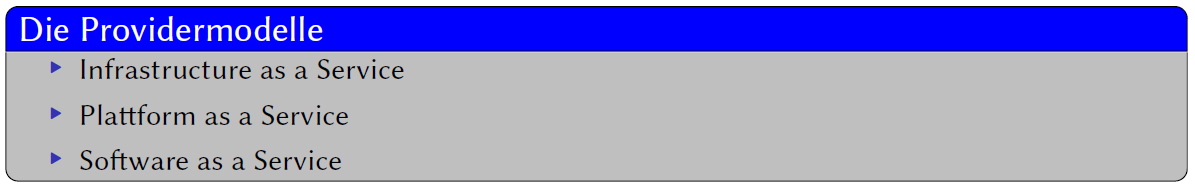 Die Providermodelle
Infrastructure as a Service
Plattform as a Service
Software as a Service